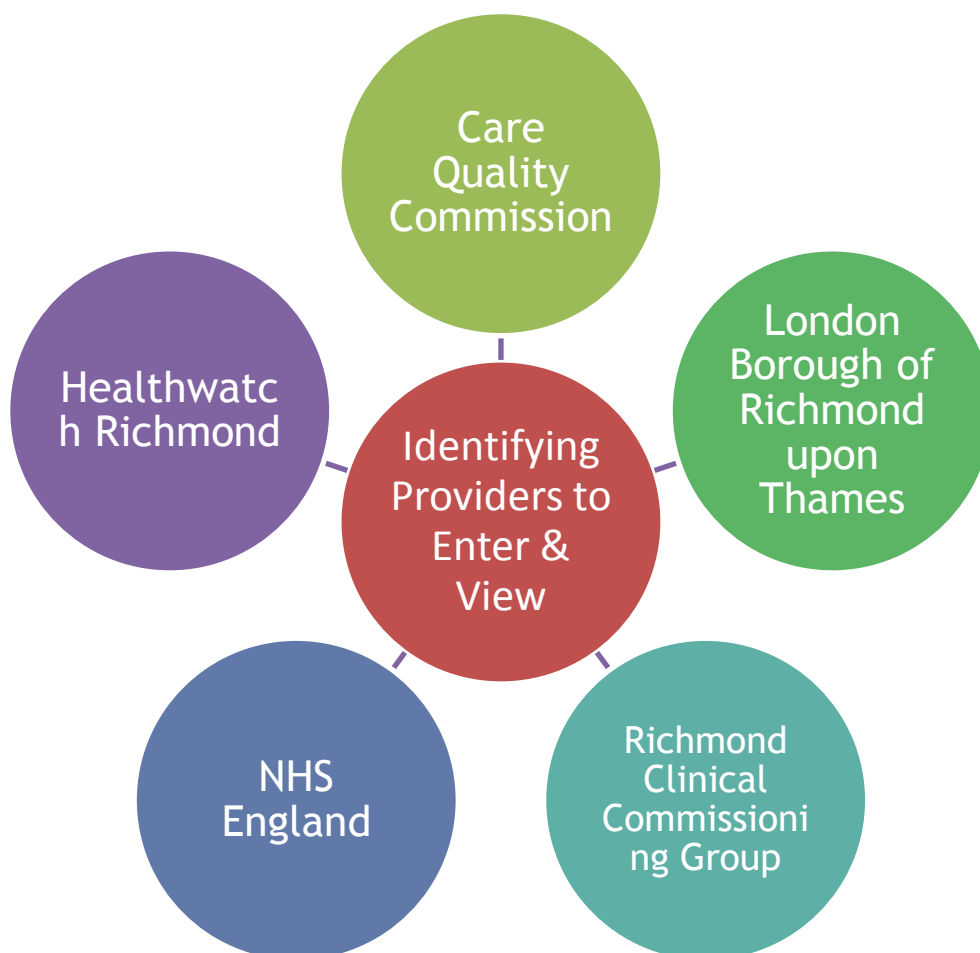 Care
Quality
Commission
London
Borough of
Richmond
upon
Thames
Healthwatc
h Richmond
Identifying
Providers to
Enter &
View
NHS
England
Richmond
Clinical
Commissioni
ng Group